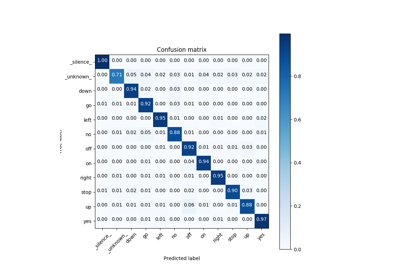 Confusion matrix
_silence_ 1.00 0.00 0.00 0.00 0.00 0.00 0.00 0.00 0.00 0.00 0.00 0.00
_unknown_ 0.00 0.71 0.05 0.04 0.02 0.03 0.01 0.04 0.02 0.03 0.02 0.02
down 0.00 0.00 0.94 0.02 0.00 0.03 0.00 0.00 0.00 0.00 0.00 0.00
go 0.01 0.01 0.01 0.92 0.00 0.03 0.01 0.00 0.00 0.00 0.00 0.00
left 0.00 0.00 0.00 0.01 0.95 0.01 0.00 0.00 0.01 0.00 0.00 0.02
no 0.00 0.01 0.02 0.05 0.01 0.88 0.00 0.00 0.00 0.00 0.00 0.01
off 0.00 0.00 0.00 0.01 0.00 0.00 0.92 0.01 0.01 0.01 0.03 0.00
on 0.00 0.00 0.01 0.01 0.00 0.00 0.04 0.94 0.00 0.00 0.00 0.00
right 0.00 0.00 0.00 0.01 0.01 0.00 0.01 0.00 0.95 0.00 0.00 0.00
stop 0.01 0.01 0.02 0.01 0.00 0.00 0.02 0.00 0.00 0.90 0.03 0.00
up 0.00 0.01 0.00 0.01 0.01 0.00 0.06 0.01 0.00 0.01 0.88 0.00
yes 0.00 0.00 0.00 0.01 0.01 0.00 0.00 0.00 0.00 0.00 0.00 0.97
_silence_ _unknown_ down go left no off on right stop up yes
Predicted label
0.8
0.6
0.4
0.2
0.0